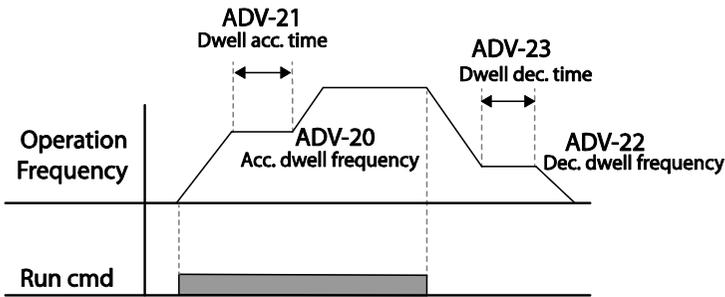 ADV-21
Dwell acc. time
ADV-23
Dwell dec. time
Operation
Frequency
ADV-20
Acc. dwell frequency
ADV-22
Dec. dwell frequency
Run cmd